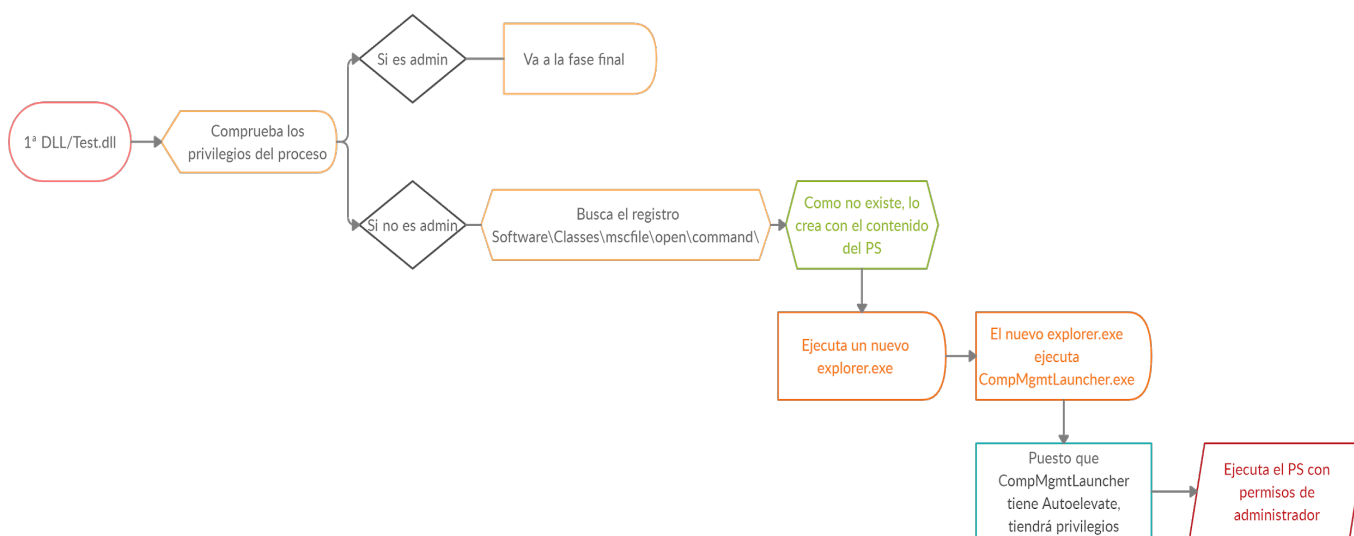 Si es admin
Va a la fase final
1ª DLL/Test.dll
Comprueba los
privilegios del proceso
Si no es admin
Busca el registro
Software\Classes\mscfile\open\command\
Como no existe, lo
crea con el contenido
del PS
Ejecuta un nuevo
explorer.exe
El nuevo explorer.exe
ejecuta
CompMgmtLauncher.exe
Puesto que
CompMgmtLauncher
tiene Autoelevate,
tiendrá privilegios
Ejecuta el PS con
permisos de
administrador